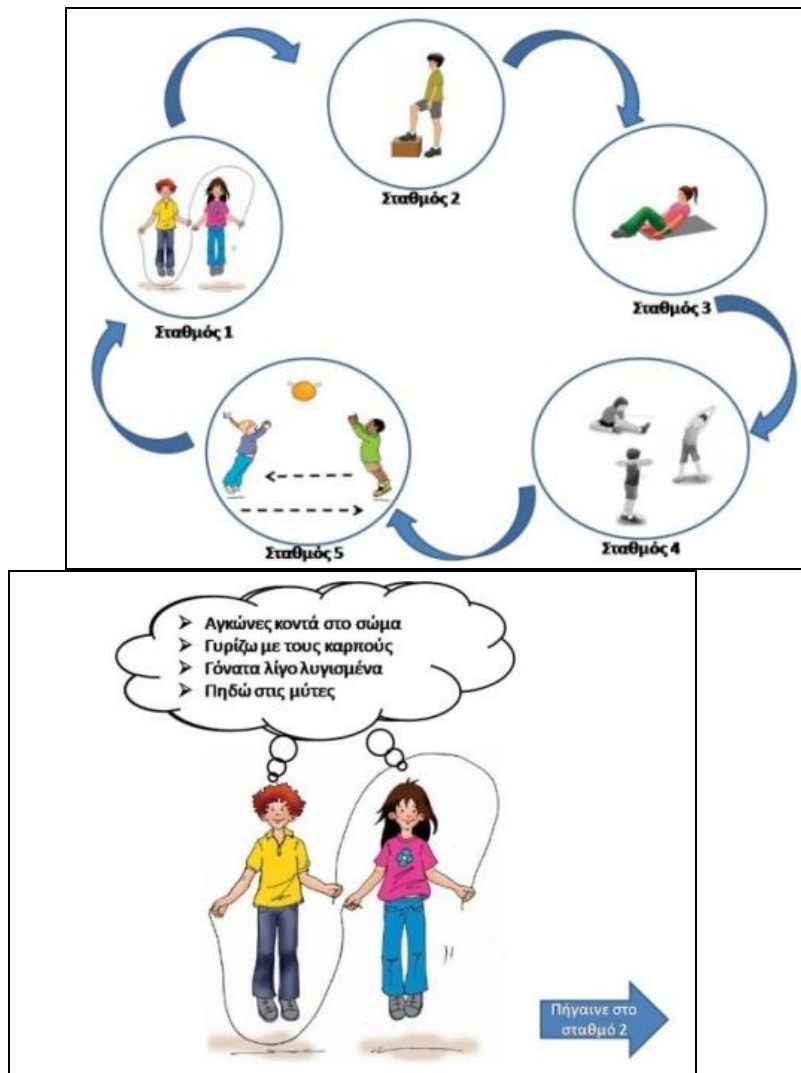 Σταθμός 2
Σταθμός 1
Σταθμός 3
Σταθμός 5
Σταθμός 4
➢ Αγκώνες κοντά στο σώμα
➢ Γυρίζω με τους καρπούς
➢ Γόνατα λίγο λυγισμένα
➢ Πηδώ στις μύτες
Πήγαινε στο
σταθμό 2